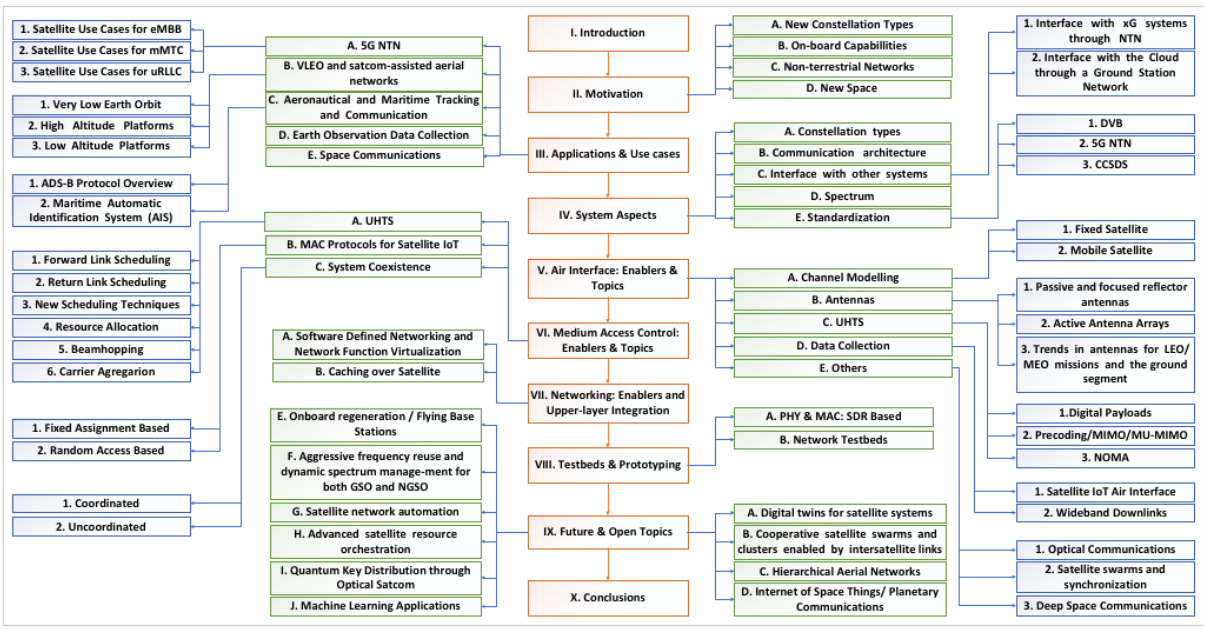 1. Satellite Use Cases for eMBB
2. Satellite Use Cases for mMTC
3. Satellite Use Cases for uRLLC
1. Very Low Earth Orbit
2. High Altitude Platforms
3. Low Altitude Platforms
1. ADS-B Protocol Overview
2. Maritime Automatic
Identification System (AIS)
1. Forward Link Scheduling
2. Return Link Scheduling
3. New Scheduling Techniques
4. Resource Allocation
5. Beamhopping
6. Carrier Agregarion
1. Fixed Assignment Based
2. Random Access Based
1. Coordinated
2. Uncoordinated
A. 5G NTN
B. VLEO and satcom-assisted aerial
networks
C. Aeronautical and Maritime Tracking
and Communication
D. Earth Observation Data Collection
E. Space Communications
A. UHTS
B. MAC Protocols for Satellite IoT
C. System Coexistence
A. Software Defined Networking and
Network Function Virtualization
B. Caching over Satellite
E. Onboard regeneration / Flying Base
Stations
F. Aggressive frequency reuse and
dynamic spectrum manage-ment for
both GSO and NGSO
G. Satellite network automation
H. Advanced satellite resource
orchestration
I. Quantum Key Distribution through
Optical Satcom
J. Machine Learning Applications
I. Introduction
II. Motivation
III. Applications & Use cases
IV. System Aspects
V. Air Interface: Enablers &
Topics
VI. Medium Access Control:
Enablers & Topics
VII. Networking: Enablers and
Upper-layer Integration
VIII. Testbeds & Prototyping
IX. Future & Open Topics
X. Conclusions
A. New Constellation Types
B. On-board Capabillities
C. Non-terrestrial Networks
D. New Space
A. Constellation types
B. Communication architecture
C. Interface with other systems
D. Spectrum
E. Standardization
A. Channel Modelling
B. Antennas
C. UHTS
D. Data Collection
E. Others
A. PHY & MAC: SDR Based
B. Network Testbeds
A. Digital twins for satellite systems
B. Cooperative satellite swarms and
clusters enabled by intersatellite links
C. Hierarchical Aerial Networks
D. Internet of Space Things/ Planetary
Communications
1. Interface with xG systems
through NTN
2. Interface with the Cloud
through a Ground Station
Network
1. DVB
2. 5G NTN
3. CCSDS
1. Fixed Satellite
2. Mobile Satellite
1. Passive and focused reflector
antennas
2. Active Antenna Arrays
3. Trends in antennas for LEO/
MEO missions and the ground
segment
1.Digital Payloads
2. Precoding/MIMO/MU-MIMO
3. NOMA
1. Satellite IoT Air Interface
2. Wideband Downlinks
1. Optical Communications
2. Satellite swarms and
synchronization
3. Deep Space Communications